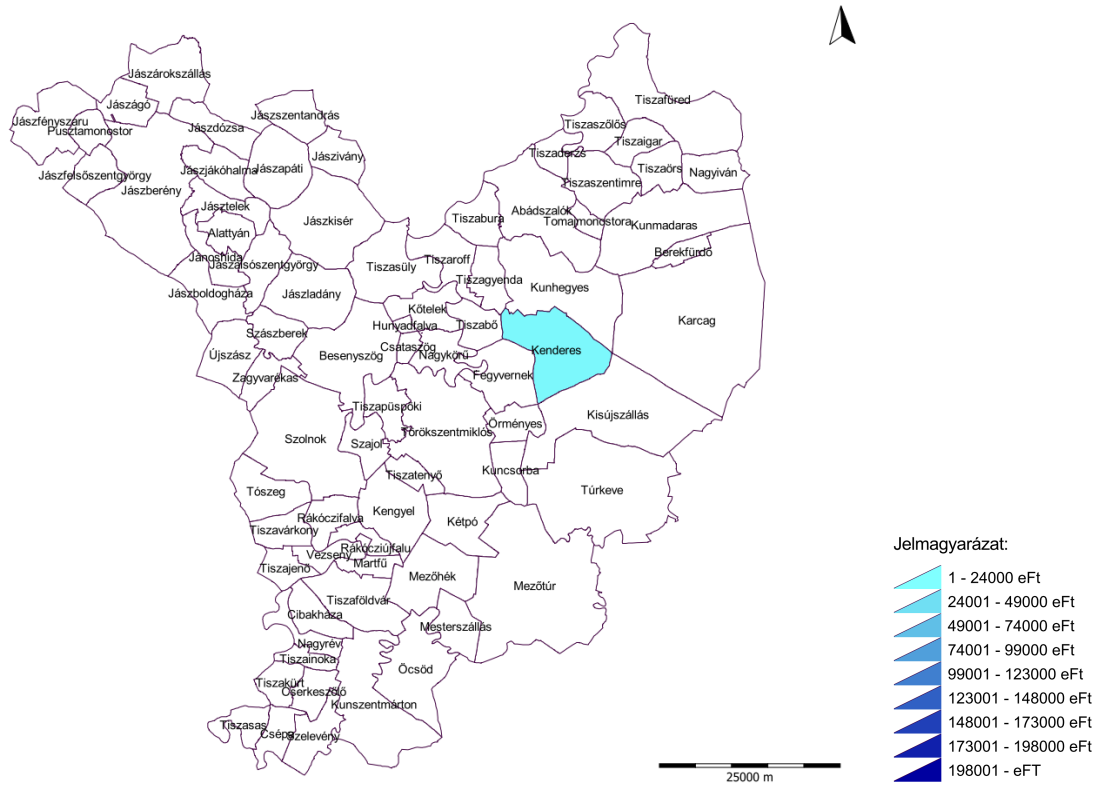 Jászárokszállás
Tiszafüred
Jászágó
Jászszentandrás
Jászfényszaru
Pusztamonostor
Jászdózsa
Tiszaszőlős
Tiszaigar
Tiszaderzs
Jászivány
Jászjákóhalma
Jászapáti
Tiszaörs
Nagyiván
Jászfelsőszentgyörgy
Jászberény
Tiszaszentimre
Jásztelek
Abádszalók
Tiszabura
Jászkisér
Tomajmonostora
Kunmadaras
Alattyán
Berekfürdő
Jánoshida
Jászalsószentgyörgy
Tiszasüly
Tiszaroff
Tiszagyenda
Kunhegyes
Jászboldogháza
Jászladány
Kőtelek
Karcag
Hunyadfalva
Tiszabő
Szászberek
Csataszög
Kenderes
Újszász
Besenyszög
Nagykörű
Zagyvarékas
Fegyvernek
Tiszapüspöki
Kisújszállás
Örményes
Törökszentmiklós
Szolnok
Szajol
Kuncsorba
Tiszatenyő
Túrkeve
Tószeg
Kengyel
Rákóczifalva
Kétpó
Tiszavárkony
Rákócziújfalu
Vezseny
Martfű
Tiszajenő
Mezőhék
Mezőtúr
Tiszaföldvár
Cibakháza
Mesterszállás
Nagyrév
Tiszainoka
Öcsöd
Tiszakürt
Cserkeszőlő
Kunszentmárton
Tiszasas
Csépa
Szelevény
25000 m
Jelmagyarázat:
1 - 24000 eFt
24001 - 49000 eFt
49001 - 74000 eFt
74001 - 99000 eFt
99001 - 123000 eFt
123001 - 148000 eFt
148001 - 173000 eFt
173001 - 198000 eFt
198001 - eFT